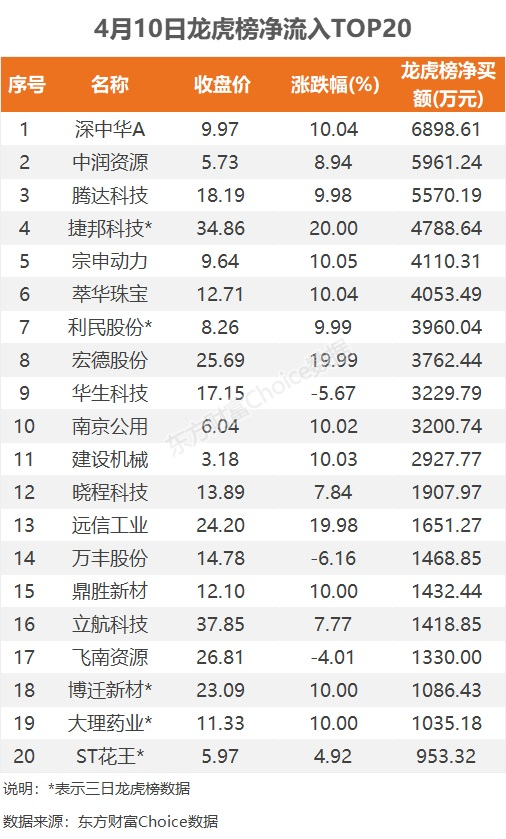 4月10日龙虎榜净流入TOP20
序号 名称 收盘价 涨跌幅(%) 龙虎榜净买
额(万元)
1 深中华A 9.97 10.04 6898.61
2 中润资源 5.73 8.94 5961.24
3 腾达科技 18.19 9.98 5570.19
4 捷邦科技* 34.86 20.00 4788.64
5 宗申动力 9.64 10.05 4110.31
6 萃华珠宝 12.71 10.04 4053.49
7 利民股份* 8.26 9.99 3960.04
8 宏德股份 25.69 19.99 3762.44
9 华生科技 17.15 -5.67 3229.79
10 南京公用 6.04 10.02 3200.74
11 建设机械 3.18 10.03 2927.77
12 晓程科技 13.89 7.84 1907.97
13 远信工业 24.20 19.98 1651.27
14 万丰股份 14.78 -6.16 1468.85
15 鼎胜新材 12.10 10.00 1432.44
16 立航科技 37.85 7.77 1418.85
17 飞南资源 26.81 -4.01 1330.00
18 博迁新材* 23.09 10.00 1086.43
19 大理药业* 11.33 10.00 1035.18
20 ST花王* 5.97 4.92 953.32
东方财富Choice数据
说明：*表示三日龙虎榜数据
数据来源：东方财富Choice数据